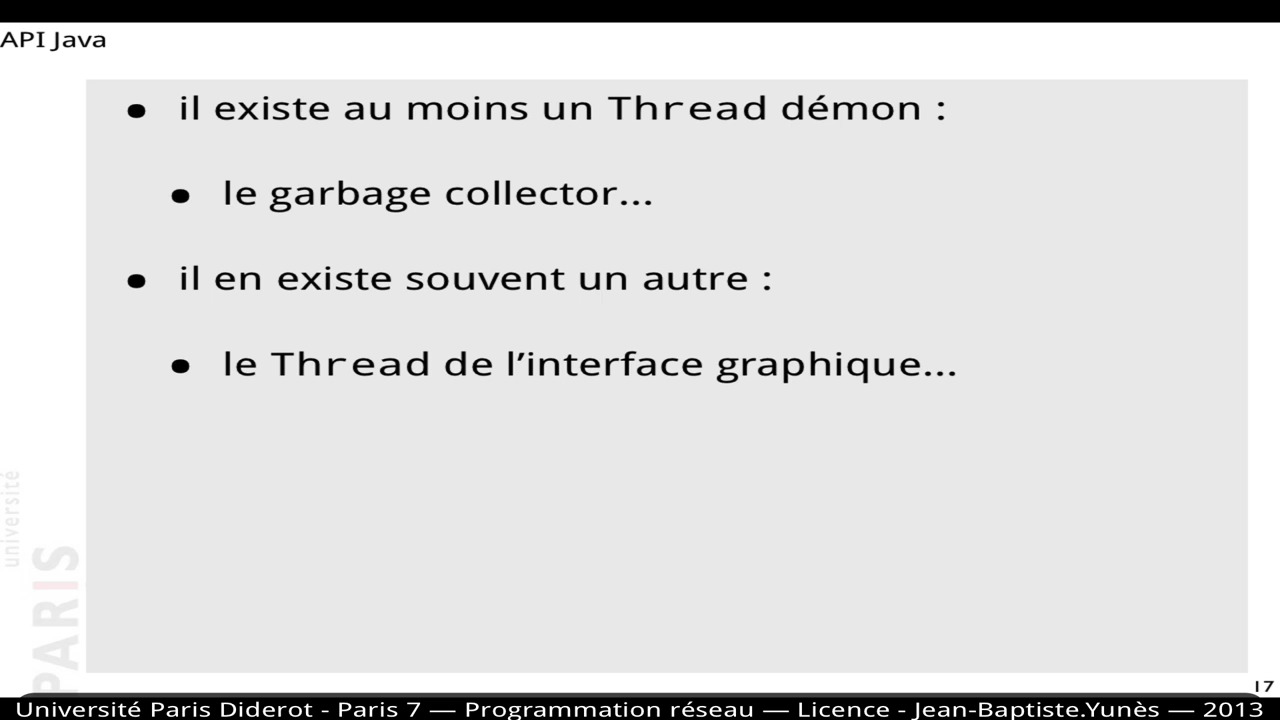 API Java
• il existe au moins un Thread démon :
• le garbage collector...
• il en existe souvent un autre :
• le Thread de l’interface graphique...
université
PARIS
17
Université Paris Diderot - Paris 7 — Programmation réseau — Licence - Jean-Baptiste.Yunès — 2013